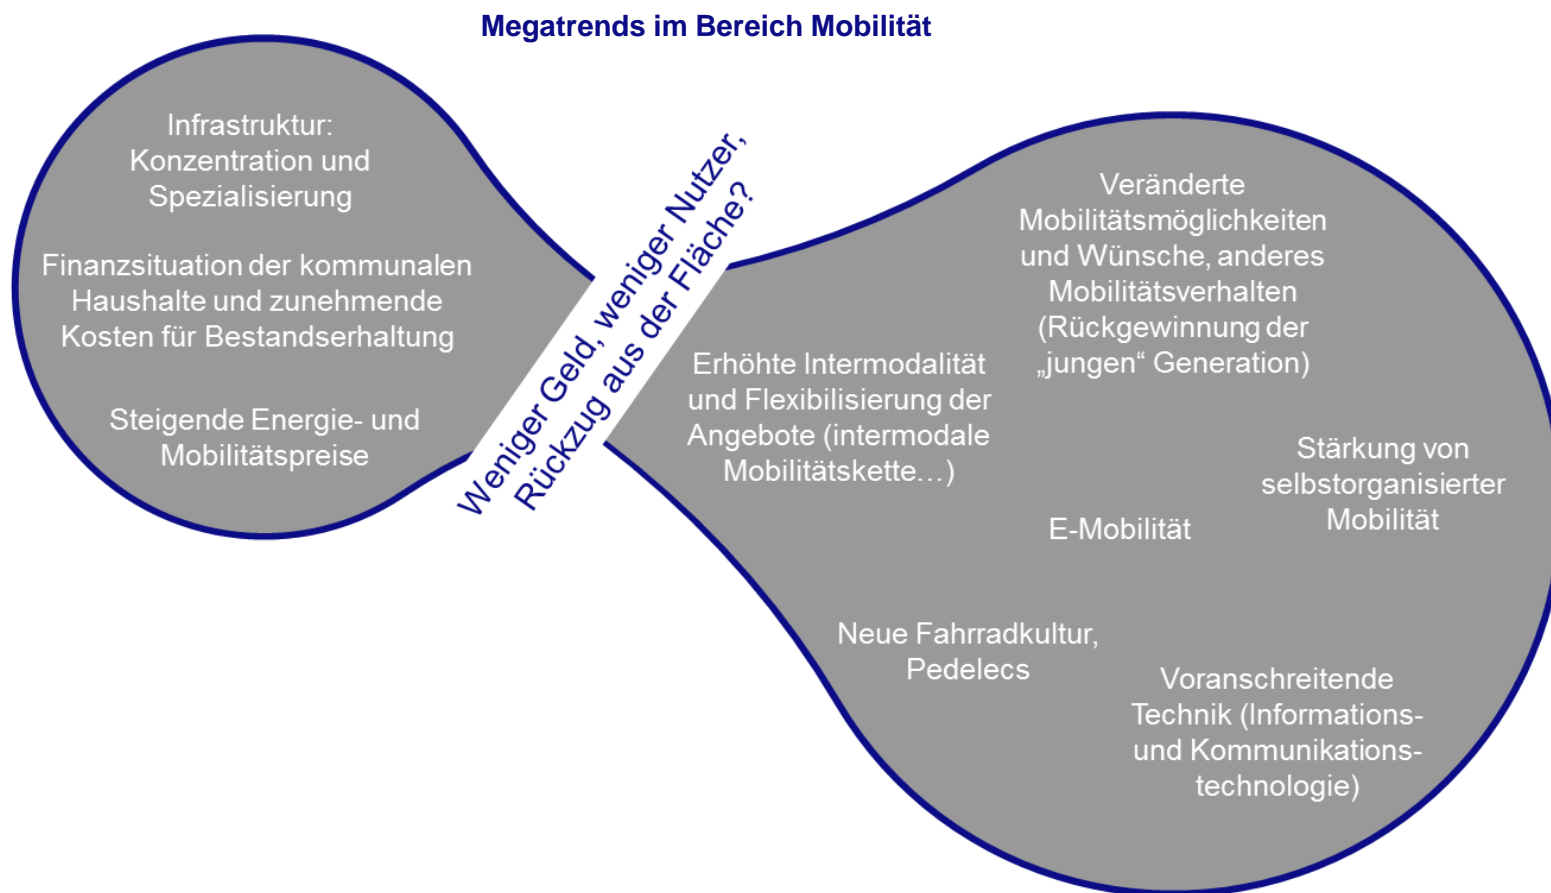 Megatrends im Bereich Mobilität
Infrastruktur:
Konzentration und
Spezialisierung
Finanzsituation der kommunalen
Haushalte und zunehmende
Kosten für Bestandserhaltung
Steigende Energie- und
Mobilitätspreise
Weniger Geld, weniger Nutzer,
Rückzug aus der Fläche?
Erhöhte Intermodalität
und Flexibilisierung der
Angebote (intermodale
Mobilitätskette…)
Veränderte
Mobilitätsmöglichkeiten
und Wünsche, anderes
Mobilitätsverhalten
(Rückgewinnung der
„jungen“ Generation)
Stärkung von
selbstorganisierter
Mobilität
E-Mobilität
Neue Fahrradkultur,
Pedelecs
Voranschreitende
Technik (Informations-
und Kommunikations-
technologie)